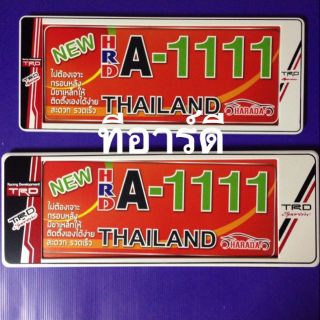 NEW
HRD
A-1111
TRD
ไม่ต้องเจาะ
กรอบหลัง
มีขาเหล็กให้
ติดตั้งเองได้ง่าย
สะดวก รวดเร็ว
THAILAND
HARADA
ทีอาร์ดี
Racing Development
TRD
NEW
HRD
A-1111
TRD
Sportivo
ไม่ต้องเจาะ
กรอบหลัง
มีขาเหล็กให้
ติดตั้งเองได้ง่าย
สะดวก รวดเร็ว
TRD
Sportivo
THAILAND
HARADA